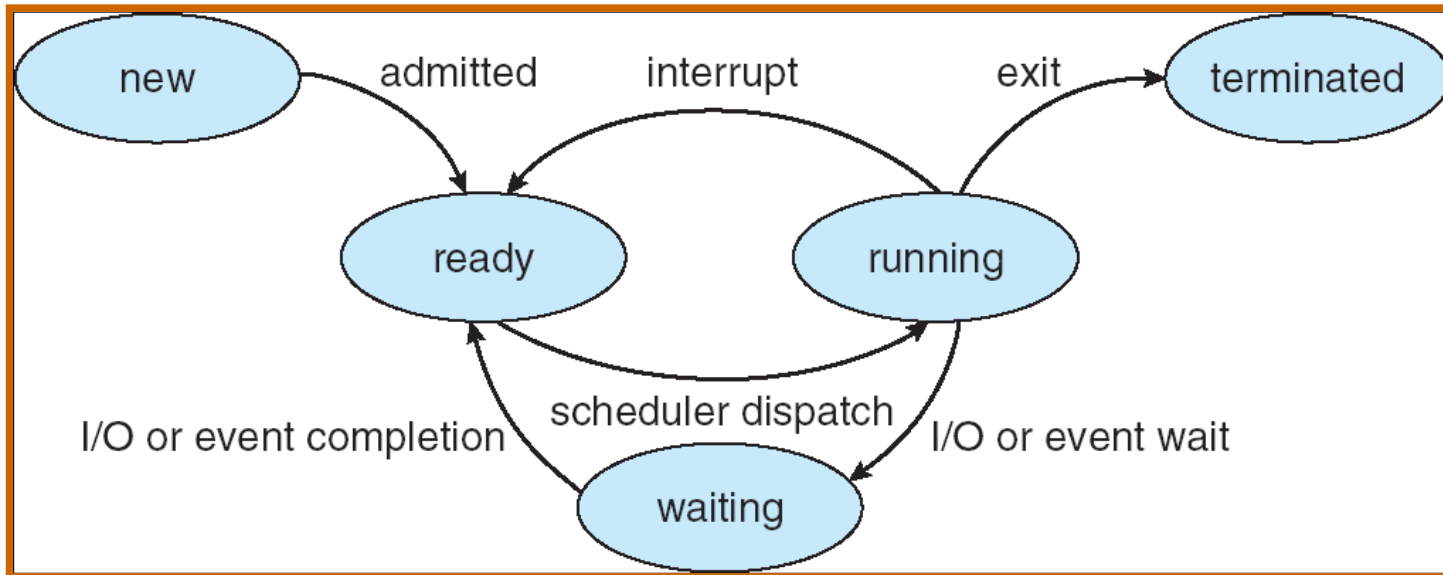 new
admitted
interrupt
exit
terminated
ready
running
scheduler dispatch
I/O or event completion
I/O or event wait
waiting